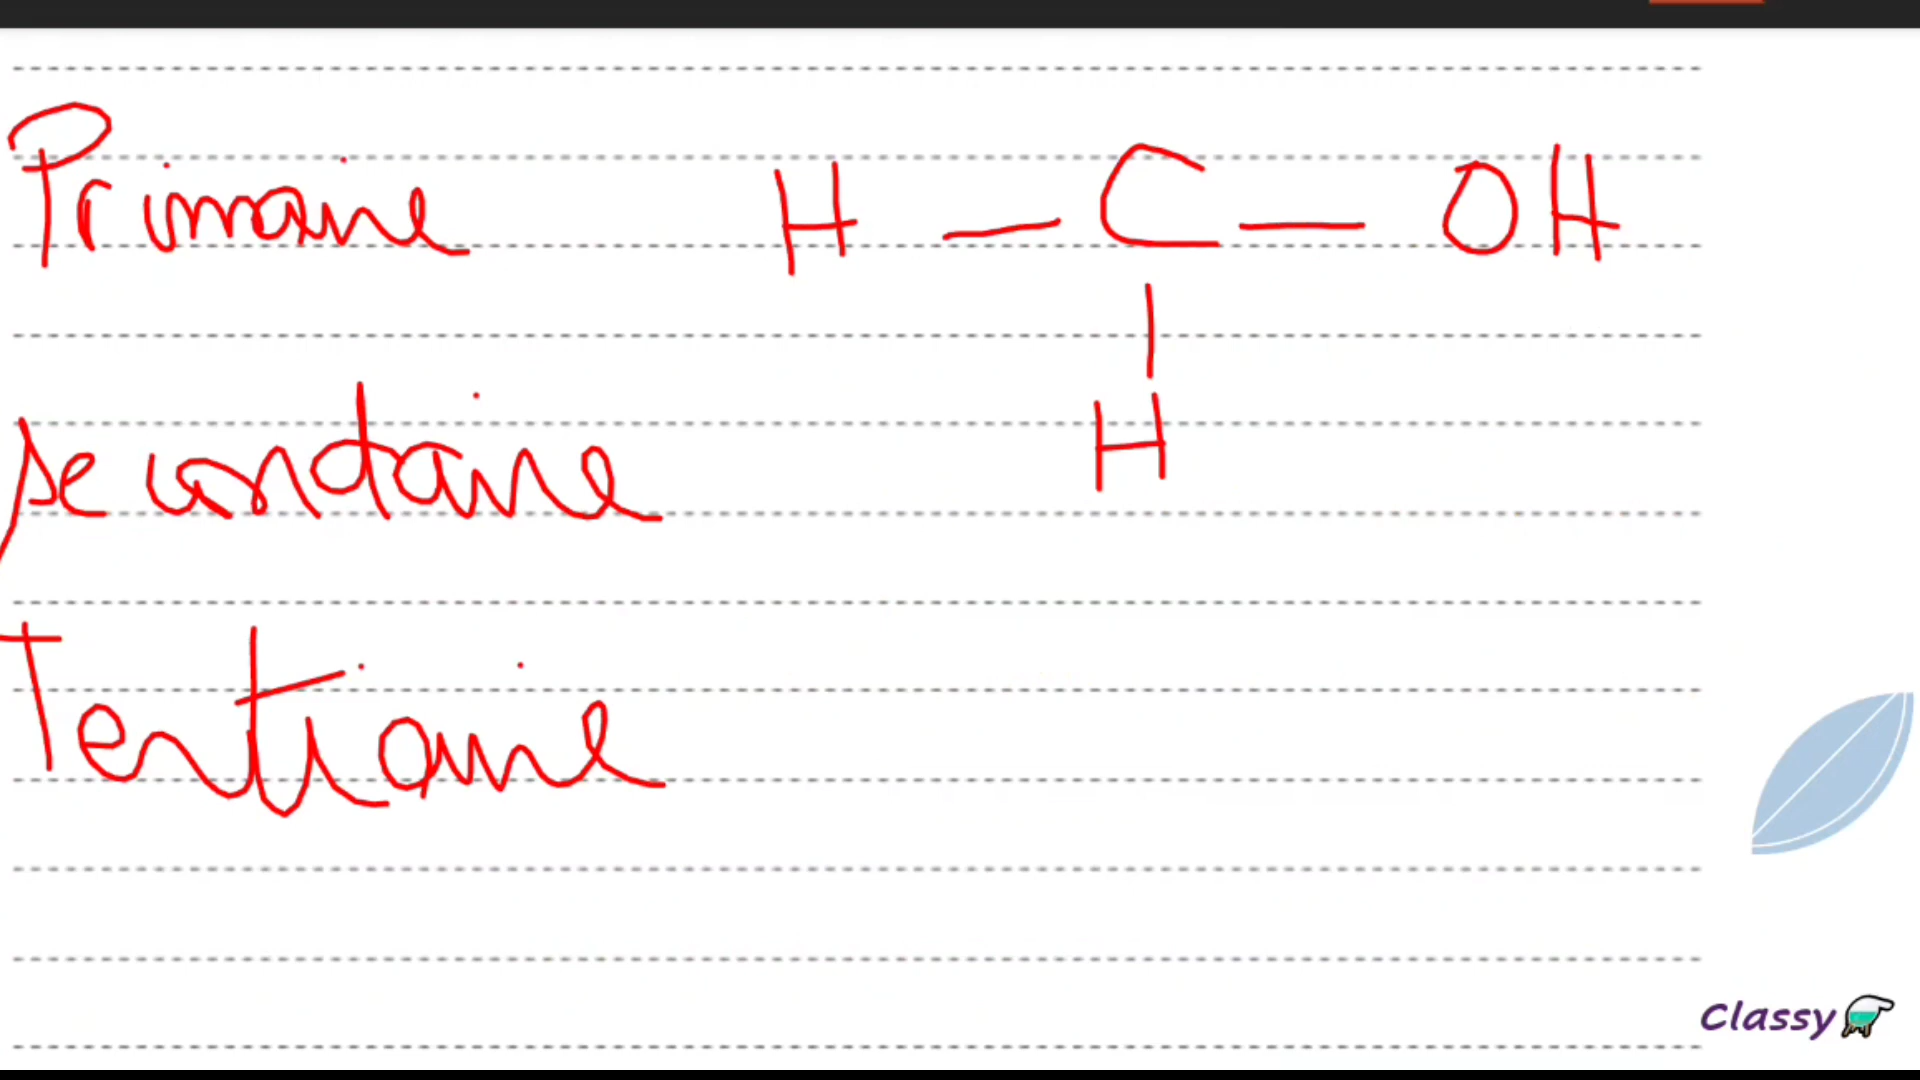 Primaire H — C — OH
|
H
secondaire
Tertiaire
Classy